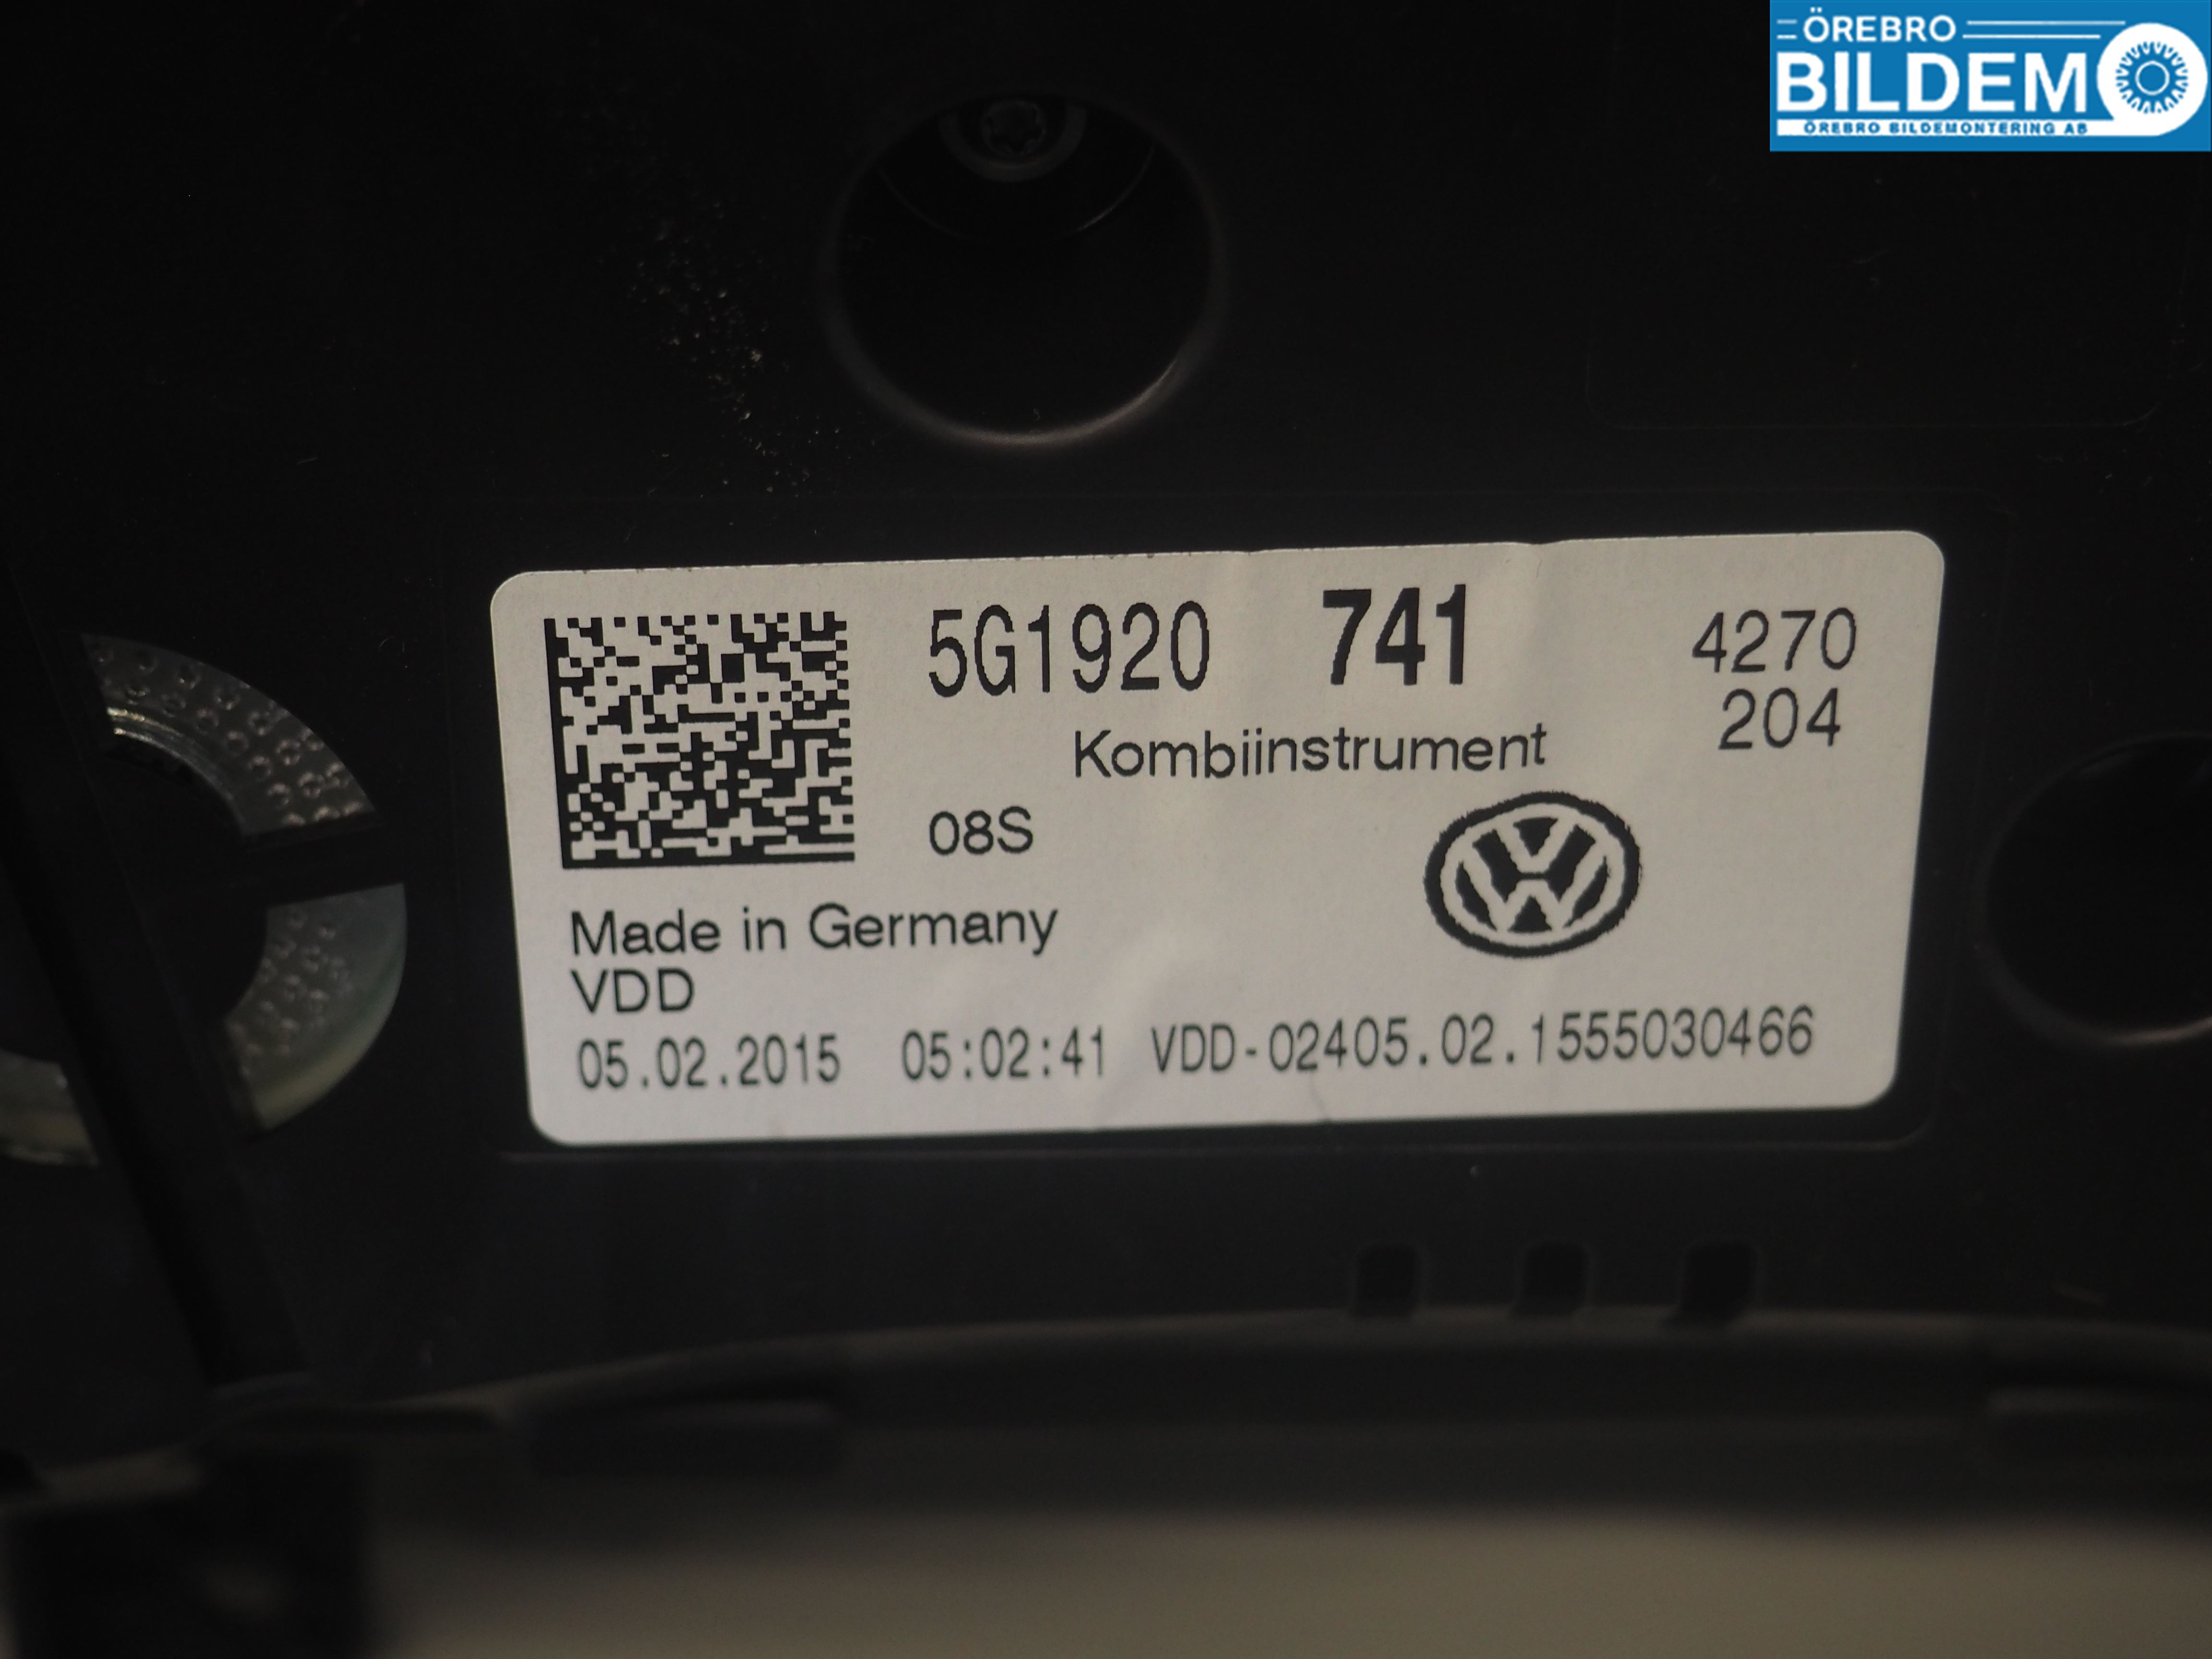 ÖREBRO
BILDEMO
ÖREBRO BILDEMONTERING AB
5G1920 741 4270
204
Kombiinstrument
08S
Made in Germany
VDD
05.02.2015 05:02:41 VDD-02405.02.1555030466